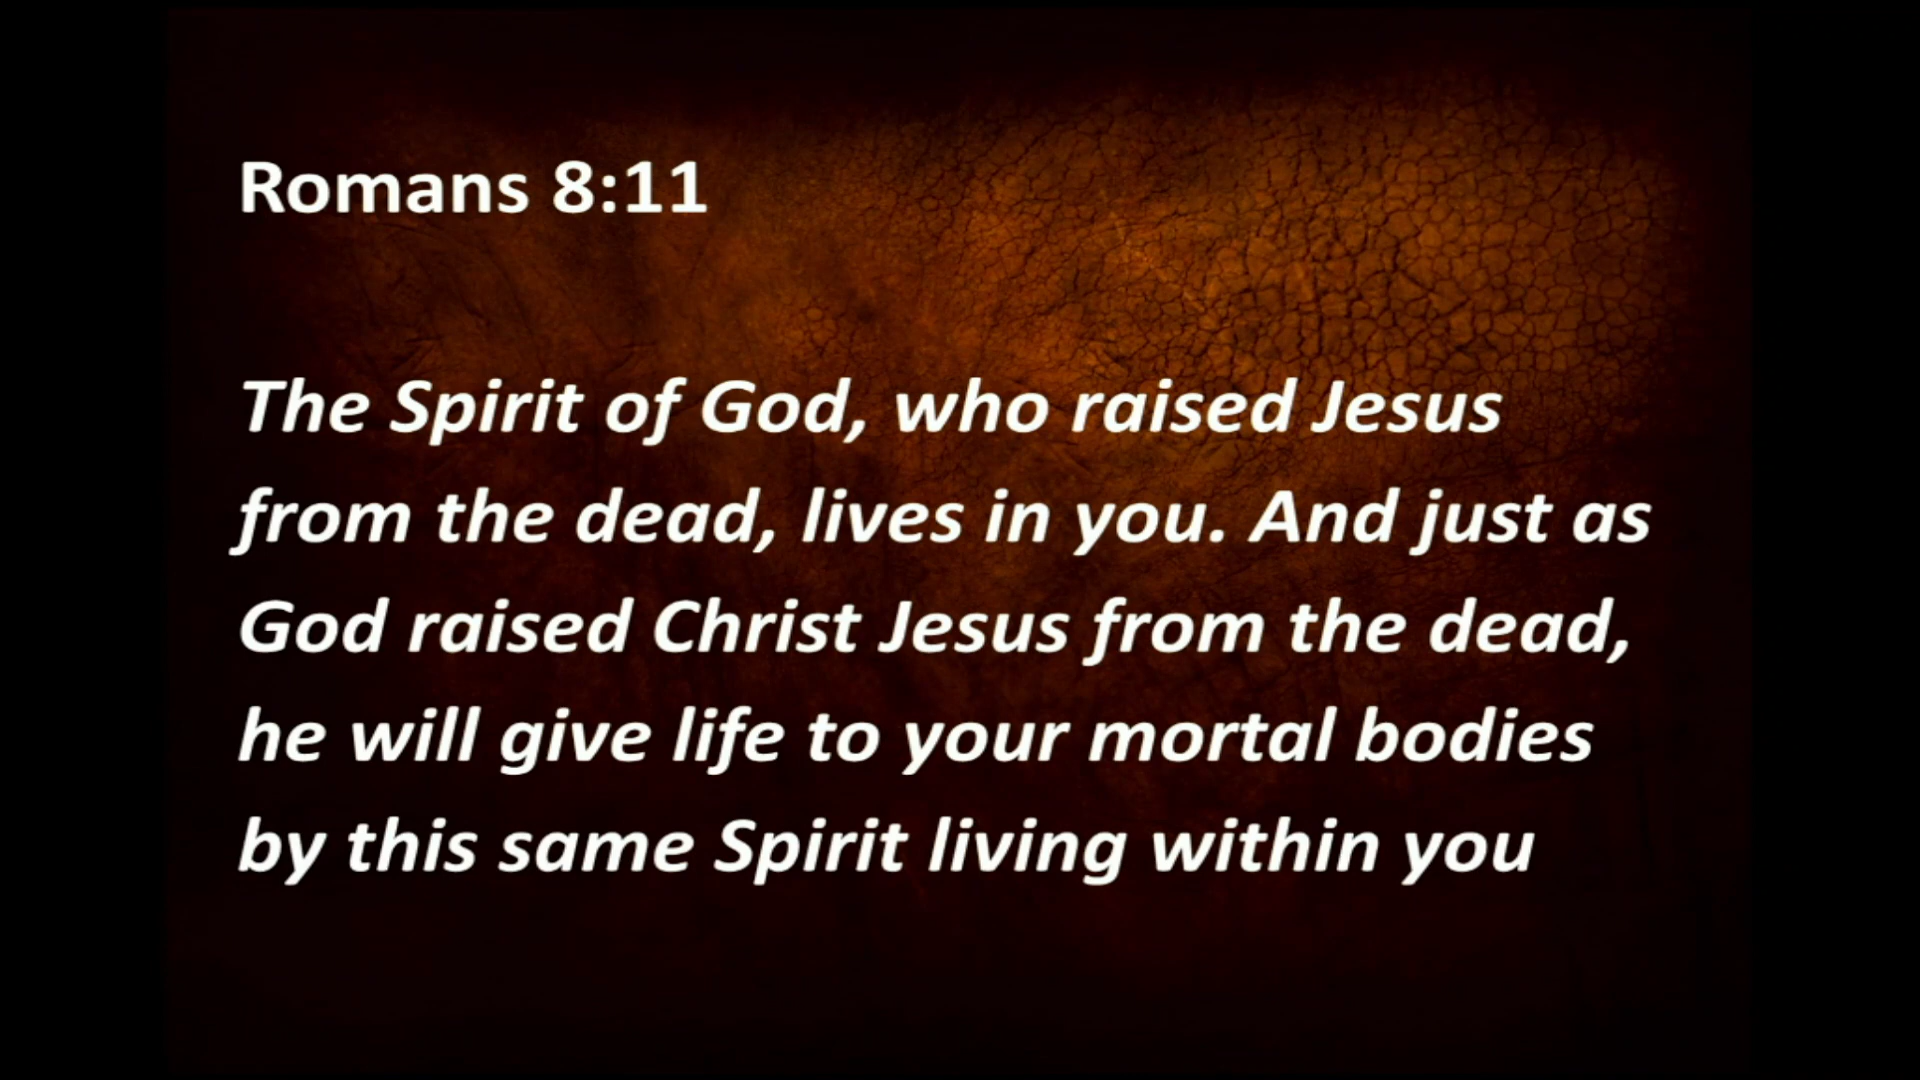 Romans 8:11
The Spirit of God, who raised Jesus
from the dead, lives in you. And just as
God raised Christ Jesus from the dead,
he will give life to your mortal bodies
by this same Spirit living within you